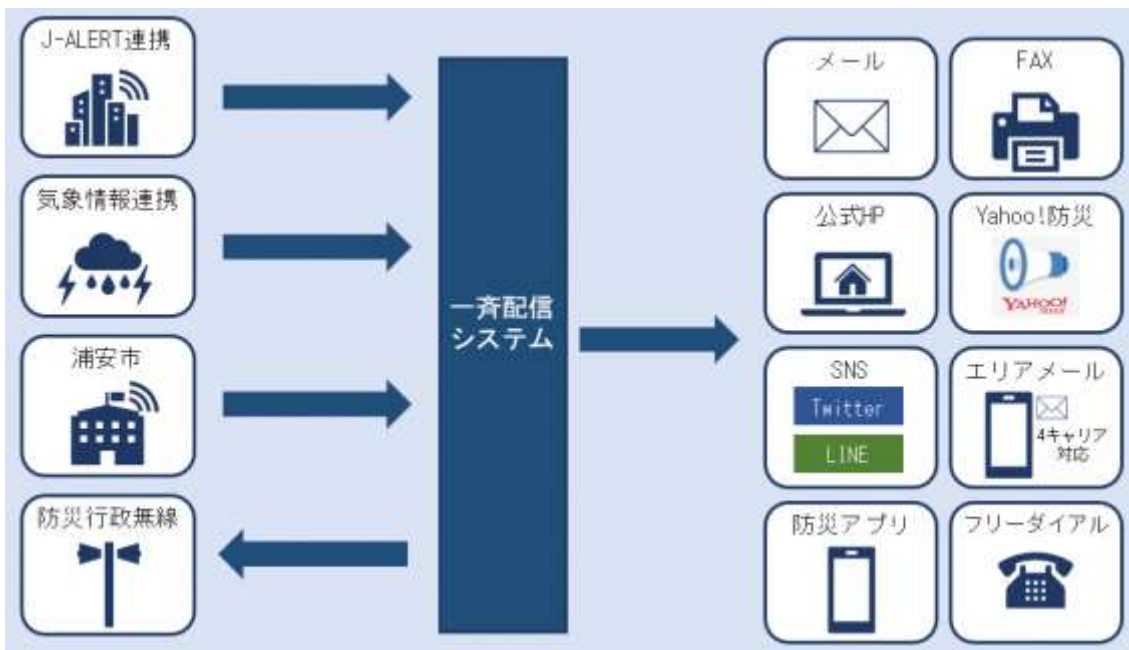 J-ALERT連携
気象情報連携
浦安市
防災行政無線
一斉配信
システム
メール
FAX
公式HP
Yahoo!防災
YAHOO!
SNS
Twitter
LINE
エリアメール
4キャリア
対応
防災アプリ
フリーダイアル